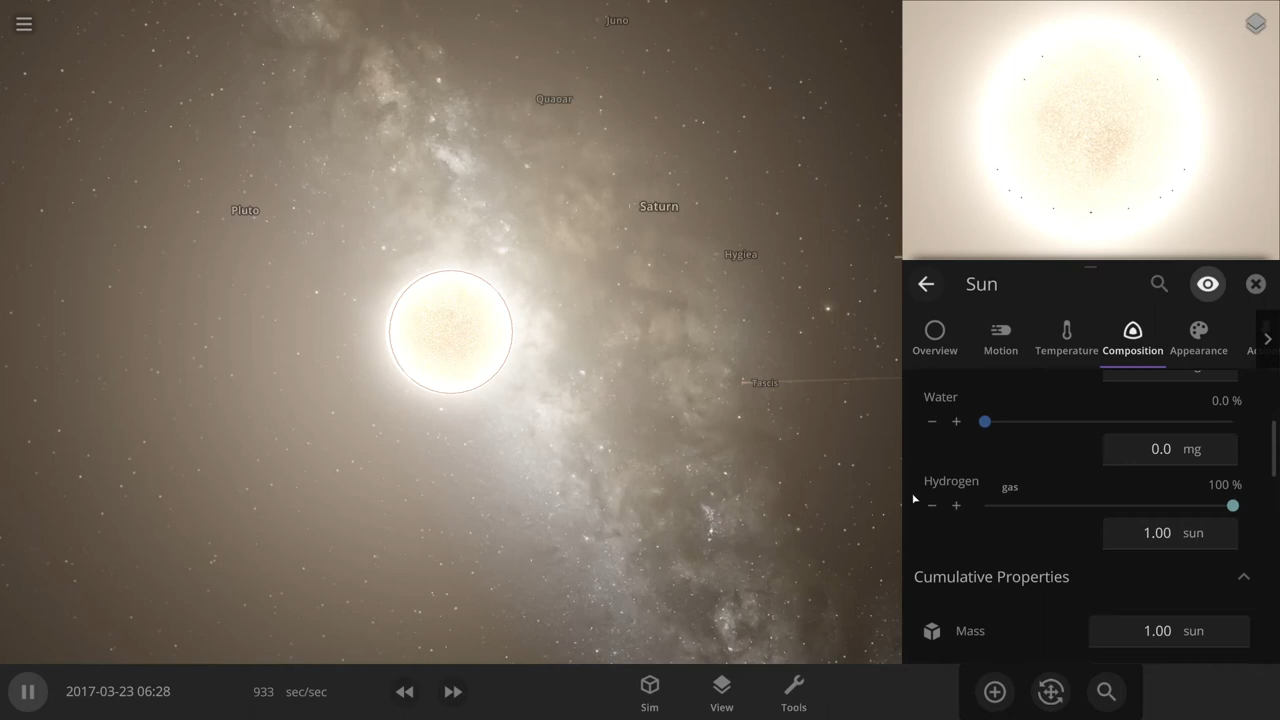 Juno
Quaoar
Pluto
Saturn
Hygiea
Tascis
Sun
Overview
Motion
Temperature
Composition
Appearance
Water
0.0 %
0.0 mg
Hydrogen
gas
100 %
1.00 sun
Cumulative Properties
Mass
1.00 sun
2017-03-23 06:28
933 sec/sec
Sim
View
Tools